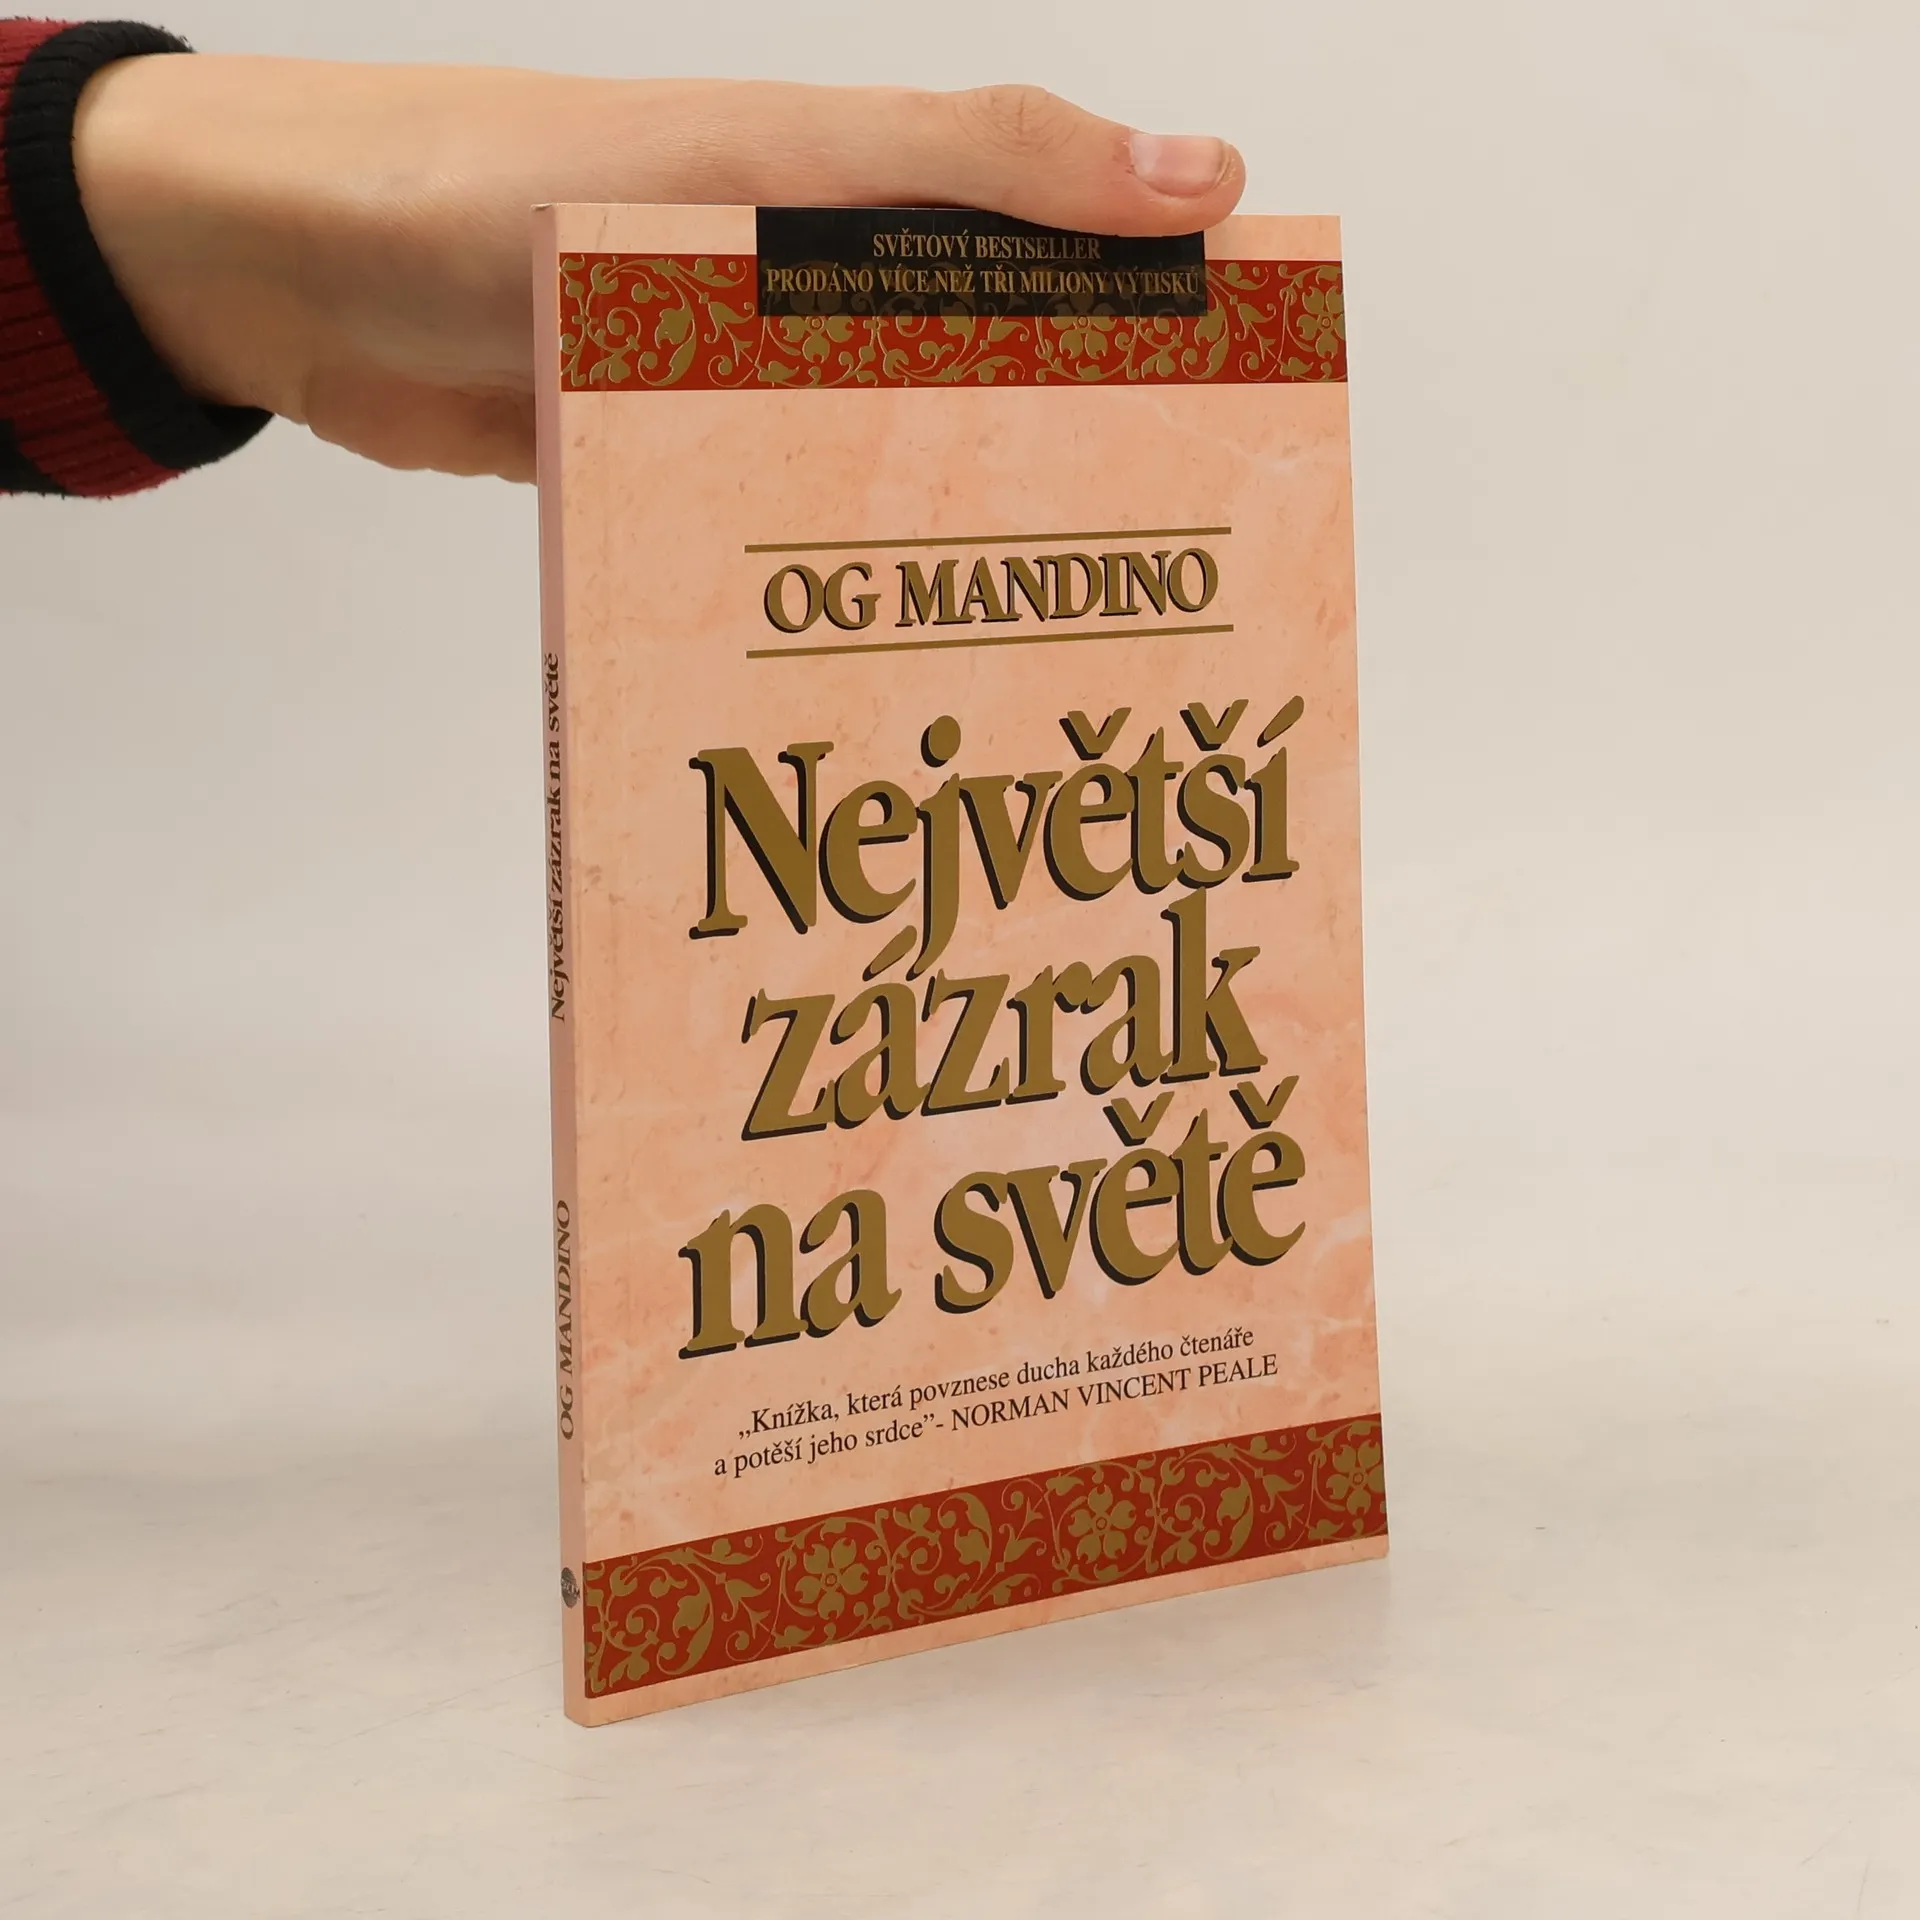 SVĚTOVÝ BESTSELLER
PRODÁNO VÍCE NEŽ TŘI MILIONY VÝTISKŮ
OG MANDINO
Největší
zázrak
na světě
„Knížka, která povznese ducha každého čtenáře
a potěší jeho srdce”- NORMAN VINCENT PEALE
OG MANDINO
Největší zázrak na světě